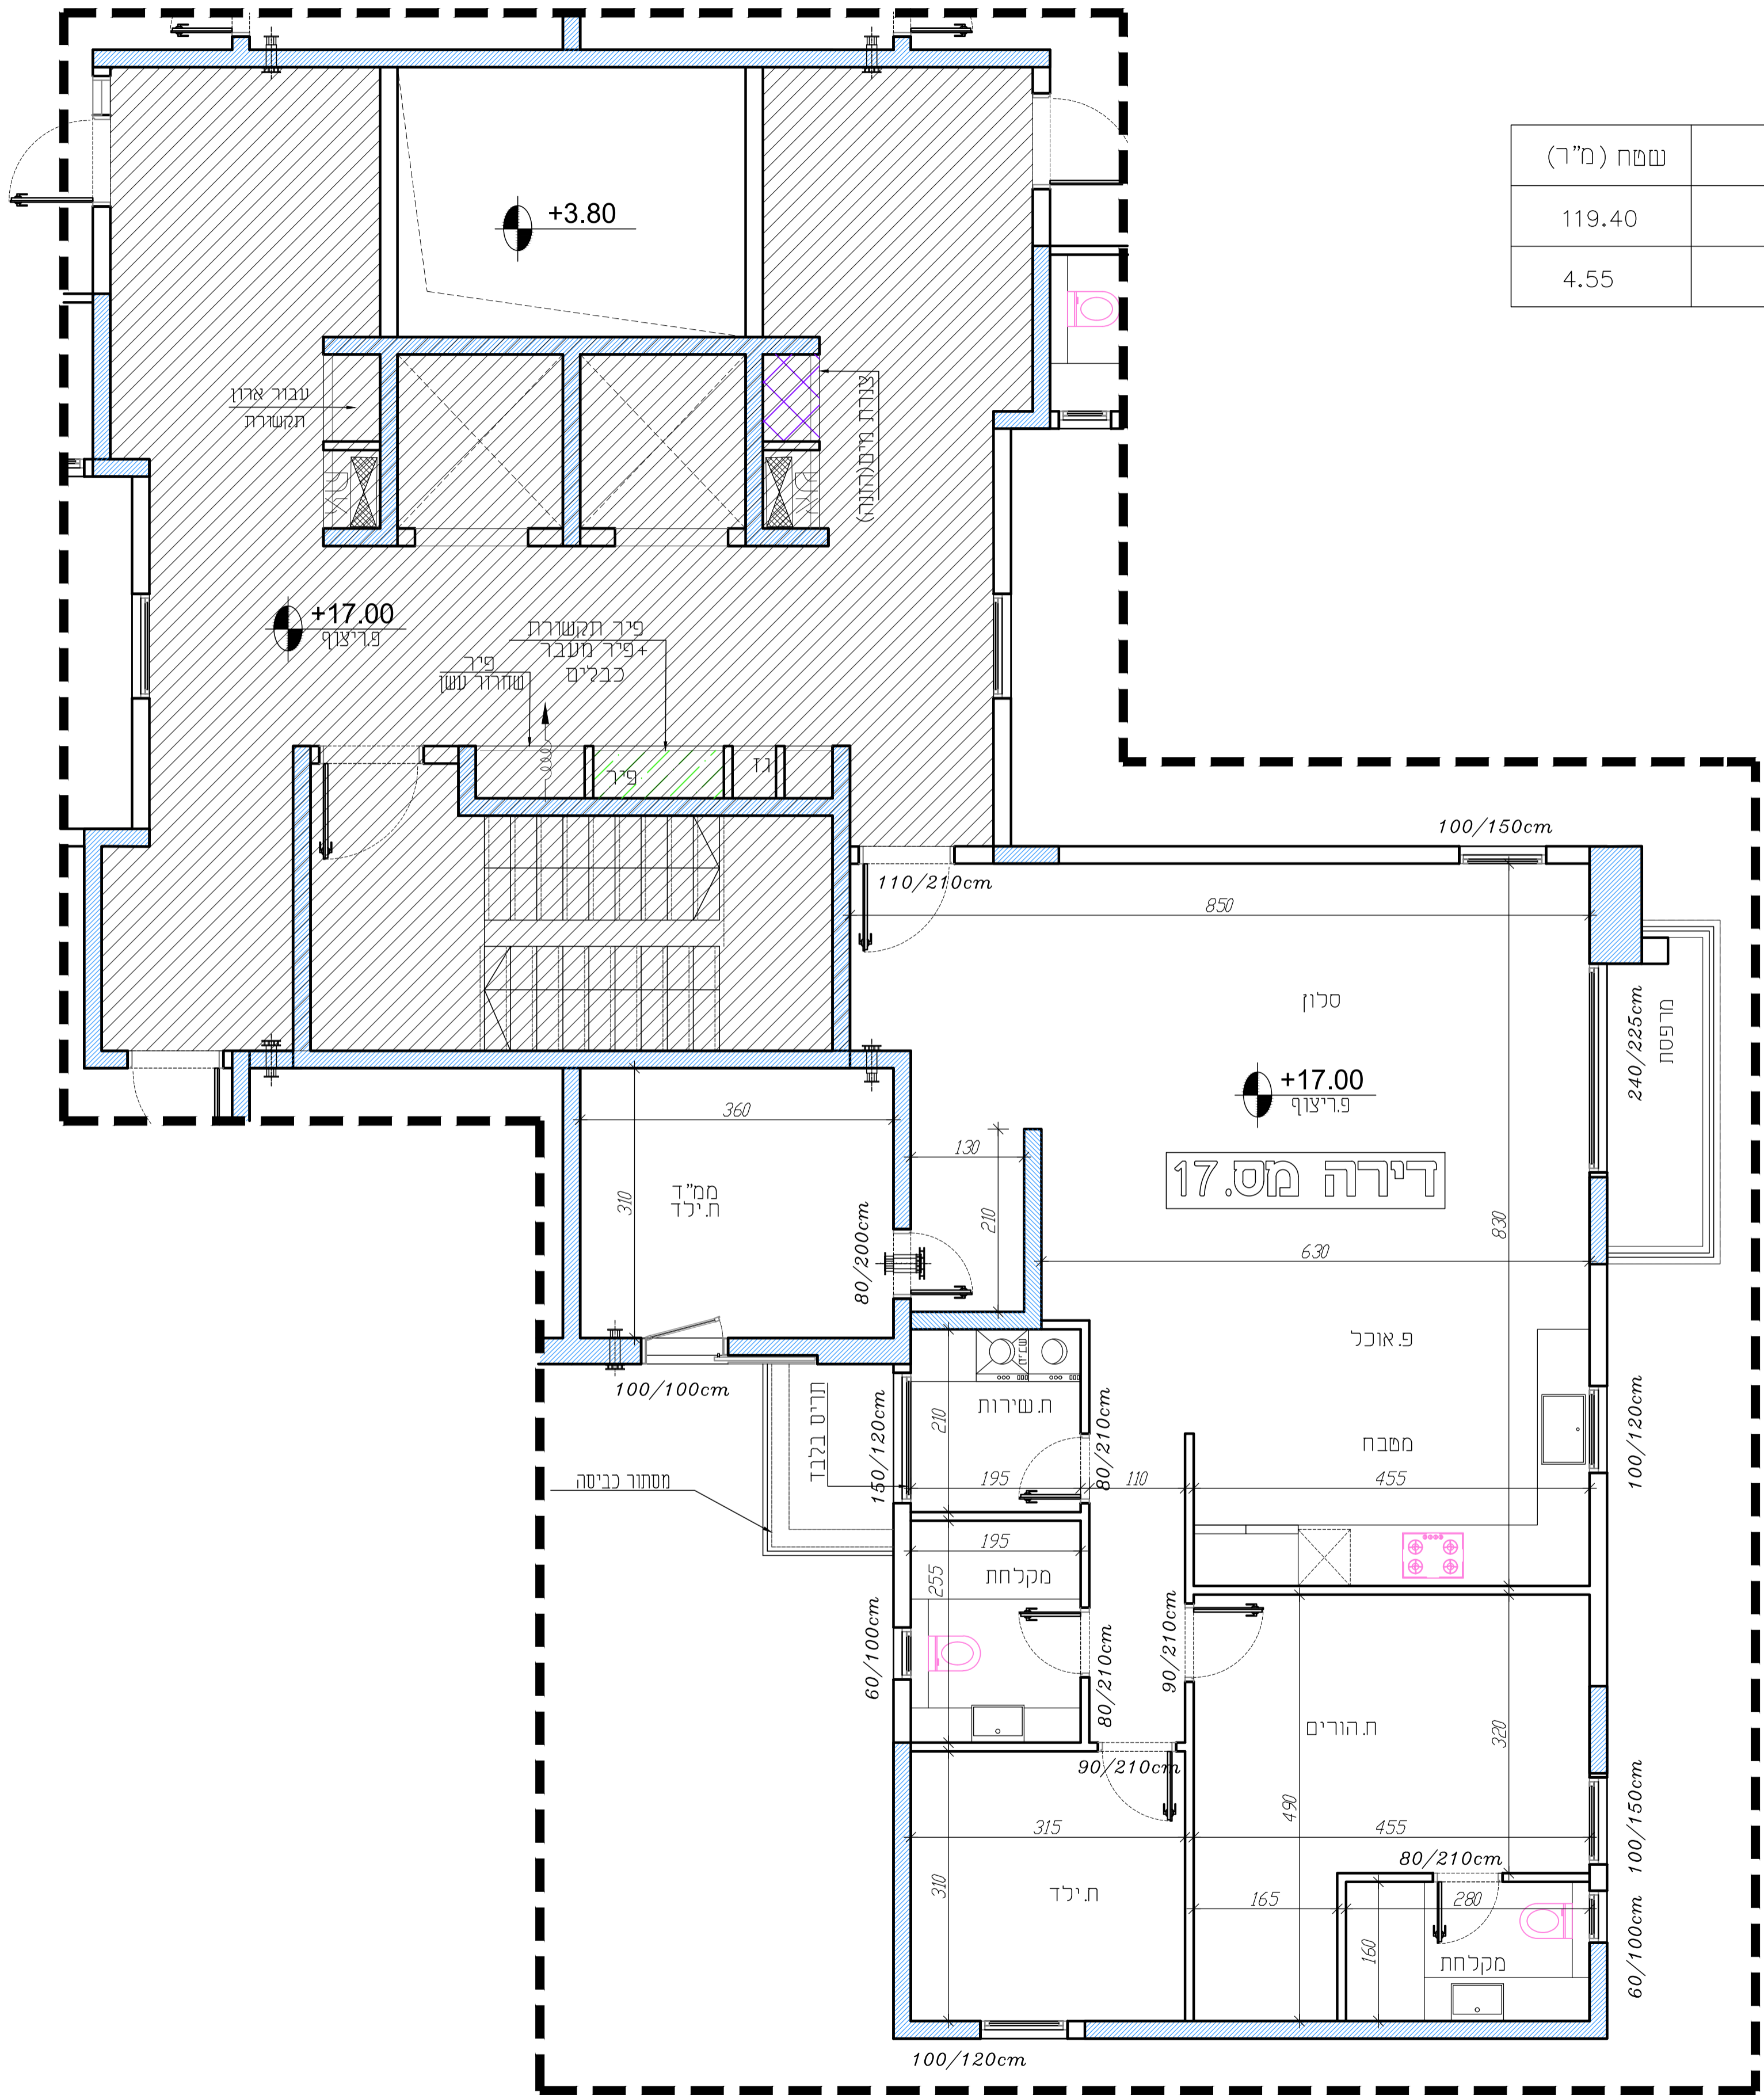 שטח (מ"ר)
119.40
4.55
+3.80
עבור ארון
תקשורת
צנרת מים(הזנה)
+17.00
פ.ריצוף
פיר תקשורת
+פיר מעבר
כבלים
פיר
שחרור עשן
פיר
גז
100/150cm
110/210cm
850
סלון
240/225cm
מרפסת
+17.00
פ.ריצוף
דירה מס.17
360
130
310
ממ"ד
ח.ילד
210
80/200cm
830
630
פ.אוכל
100/100cm
תריס בלבד
150/120cm
ח.שירות
210
80/210cm
מטבח
100/120cm
195
110
455
מסתור כביסה
195
מקלחת
255
60/100cm
80/210cm
90/210cm
ח.הורים
320
90/210cm
490
100/150cm
315
455
80/210cm
310
ח.ילד
165
280
160
מקלחת
60/100cm
100/120cm